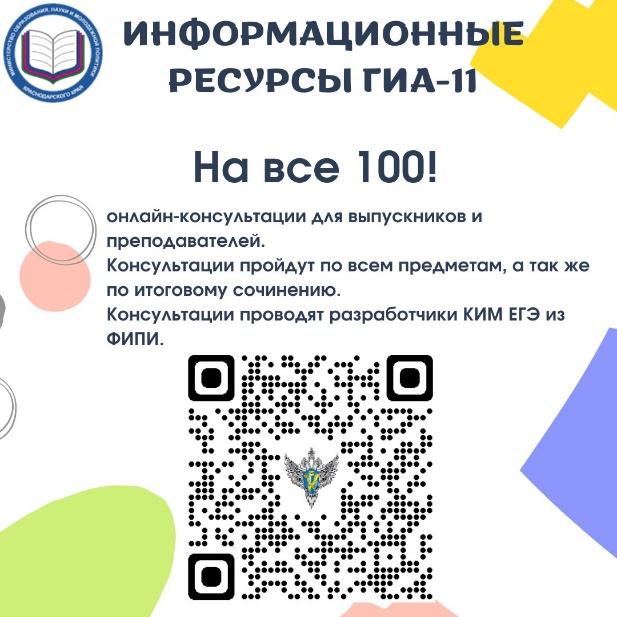 МИНИСТЕРСТВО ОБРАЗОВАНИЯ, НАУКИ И МОЛОДЕЖНОЙ ПОЛИТИКИ
КРАСНОДАРСКОГО КРАЯ
ИНФОРМАЦИОННЫЕ
РЕСУРСЫ ГИА-11
На все 100!
онлайн-консультации для выпускников и
преподавателей.
Консультации пройдут по всем предметам, а так же
по итоговому сочинению.
Консультации проводят разработчики КИМ ЕГЭ из
ФИПИ.